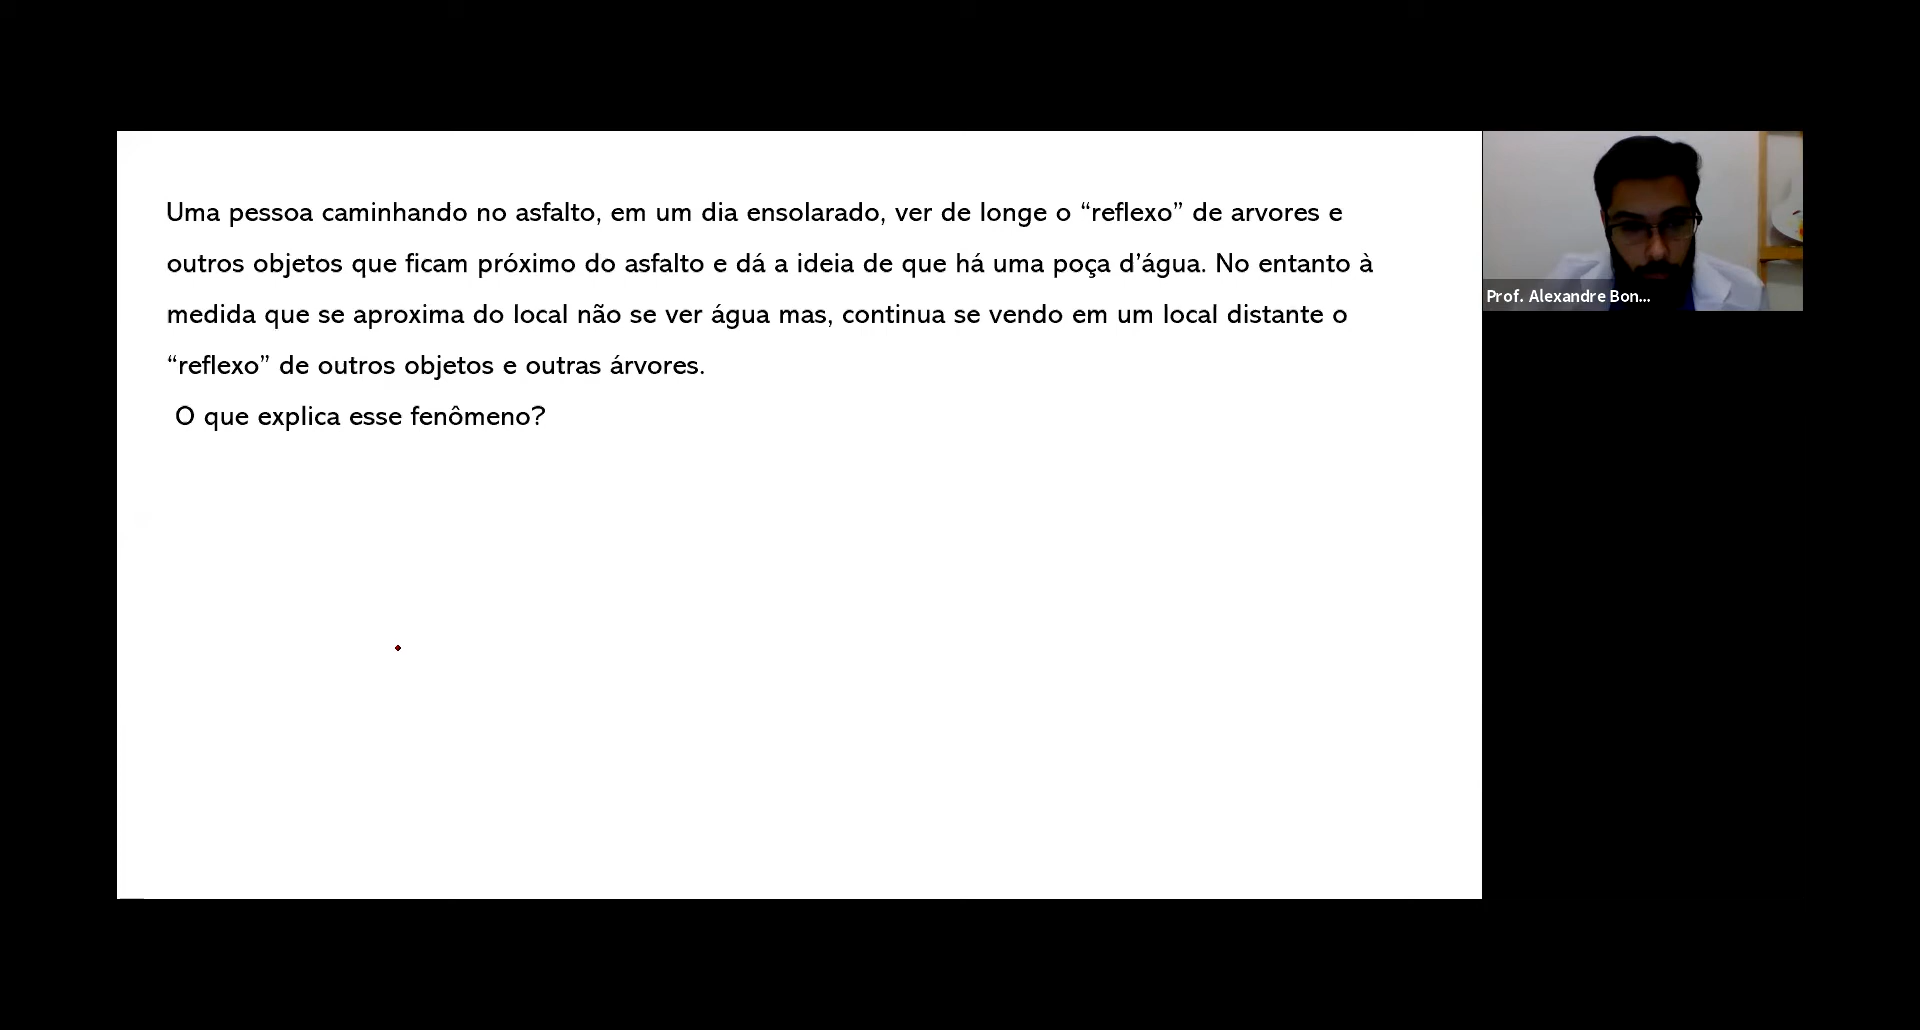 Uma pessoa caminhando no asfalto, em um dia ensolarado, ver de longe o “reflexo” de arvores e
outros objetos que ficam próximo do asfalto e dá a ideia de que há uma poça d’água. No entanto à
medida que se aproxima do local não se ver água mas, continua se vendo em um local distante o
“reflexo” de outros objetos e outras árvores.
O que explica esse fenômeno?
Prof. Alexandre Bon...